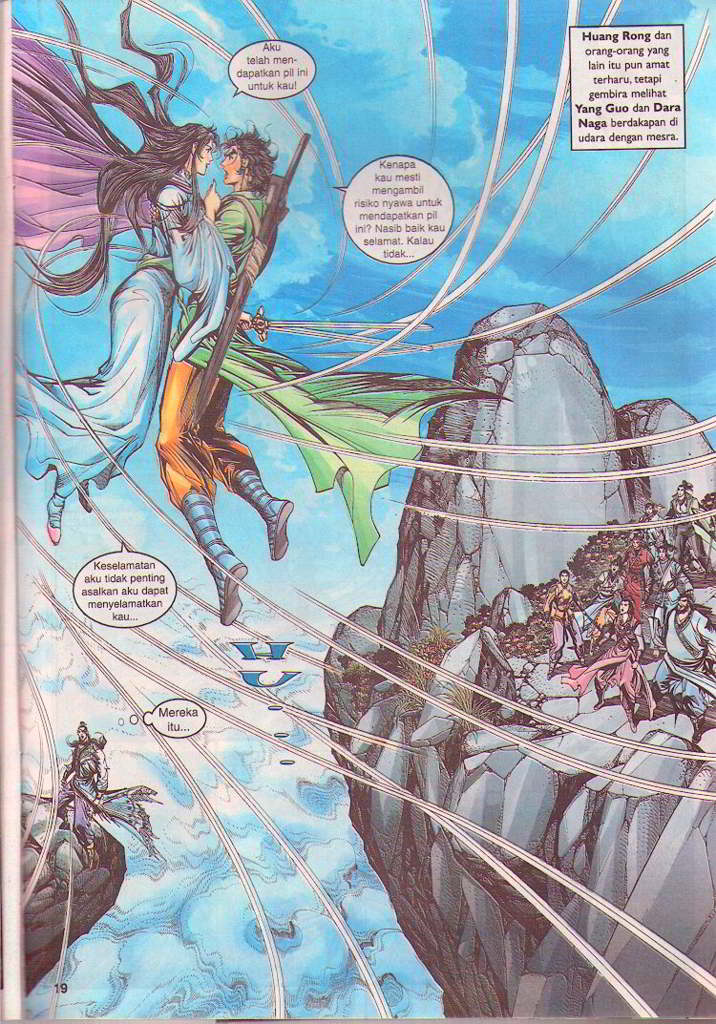 Aku
telah men-
dapatkan pil ini
untuk kau!
Huang Rong dan
orang-orang yang
lain itu pun amat
terharu, tetapi
gembira melihat
Yang Guo dan Dara
Naga berdakapan di
udara dengan mesra.
Kenapa
kau mesti
mengambil
risiko nyawa untuk
mendapatkan pil
ini? Nasib baik kau
selamat. Kalau
tidak...
Keselamatan
aku tidak penting
asalkan aku dapat
menyelamatkan
kau...
HU...
Mereka
itu...
19